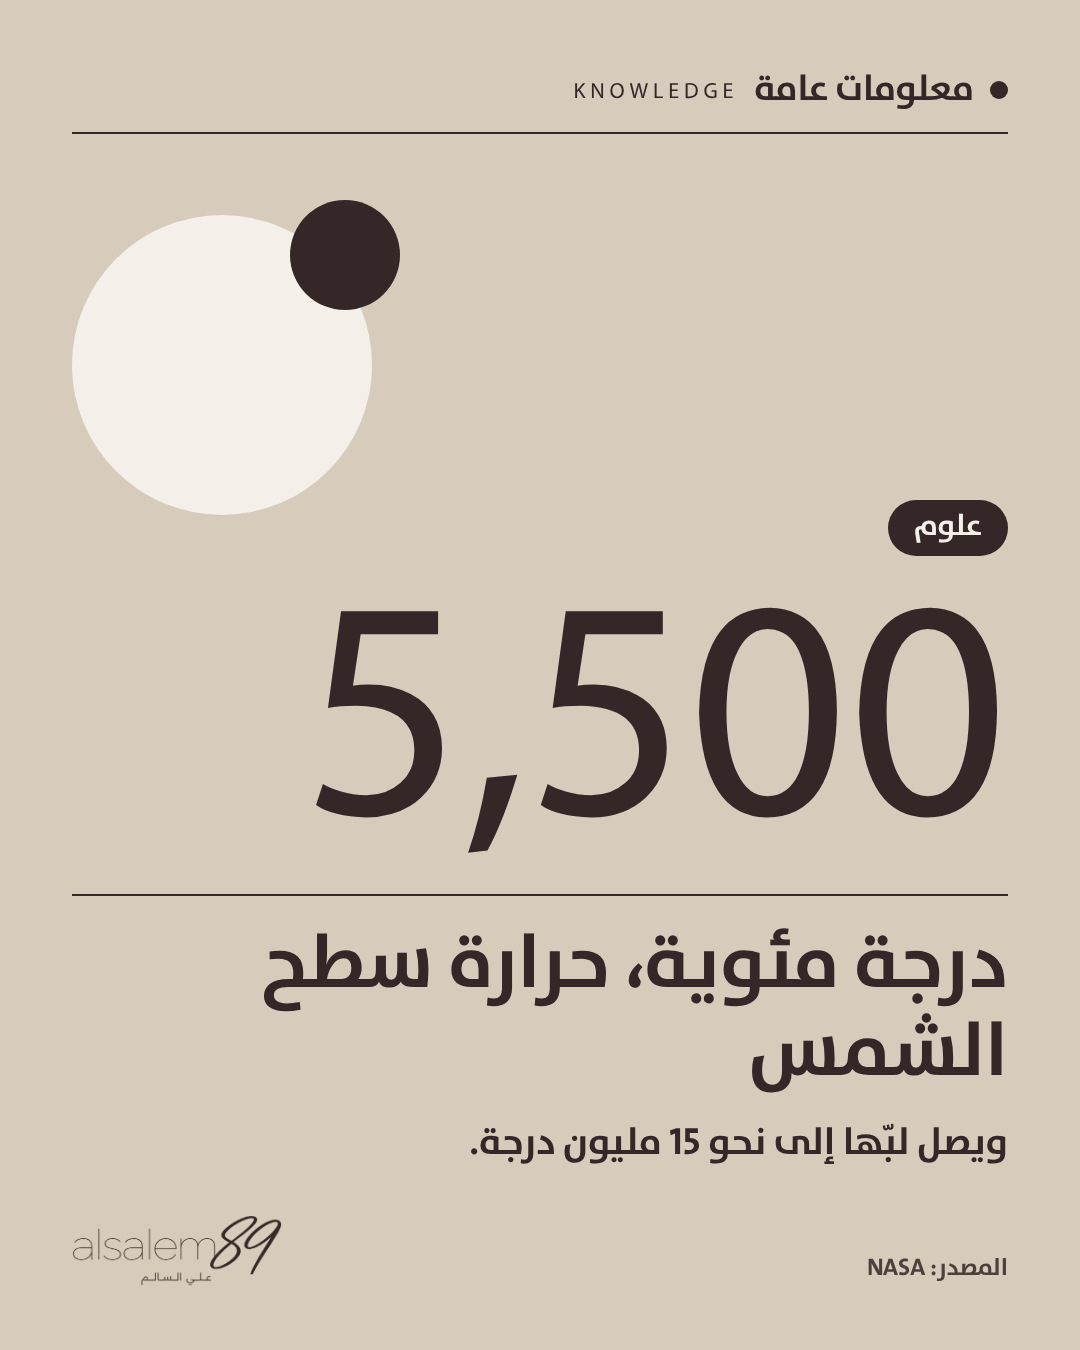 معلومات عامة KNOWLEDGE
علوم
5,500
درجة مئوية، حرارة سطح
الشمس
ويصل لبّها إلى نحو 15 مليون درجة.
المصدر: NASA
alsalem89
علي السالم